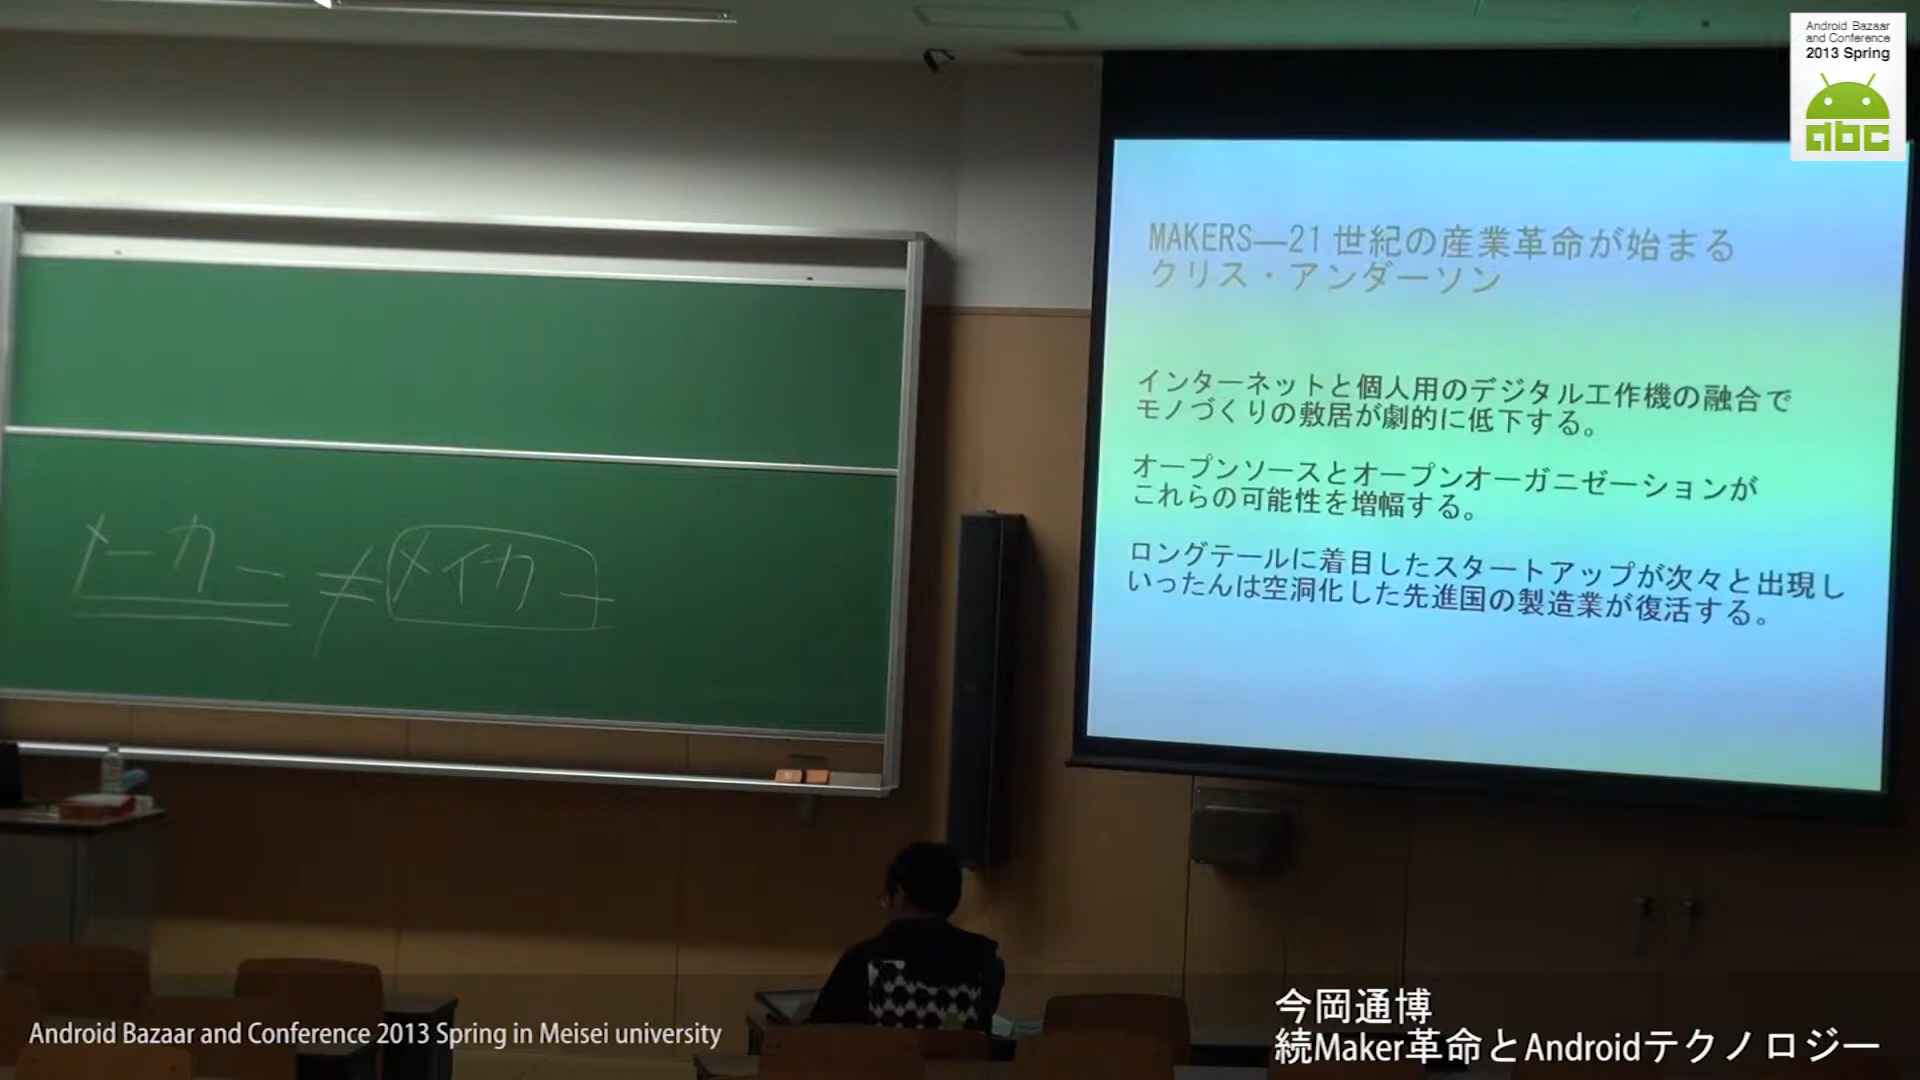 Android Bazaar
and Conference
2013 Spring
abc
MAKERS―21世紀の産業革命が始まる
クリス・アンダーソン
インターネットと個人用のデジタル工作機の融合で
モノづくりの敷居が劇的に低下する。
オープンソースとオープンオーガニゼーションが
これらの可能性を増幅する。
ロングテールに着目したスタートアップが次々と出現し
いったんは空洞化した先進国の製造業が復活する。
メーカー ≠ メイカー
今岡通博
続Maker革命とAndroidテクノロジー
Android Bazaar and Conference 2013 Spring in Meisei university